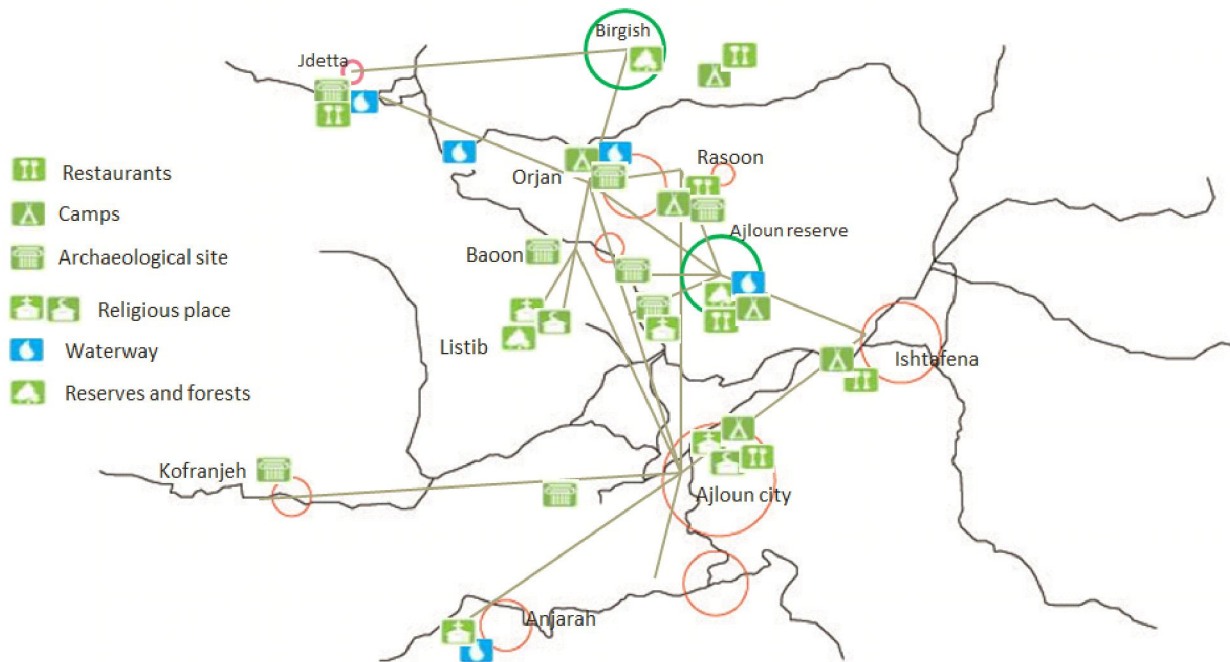 Birgish
Jdetta
Restaurants
Camps
Archaeological site
Religious place
Waterway
Reserves and forests
Orjan
Rasoon
Baoon
Ajloun reserve
Listib
Ishtafena
Kofranjeh
Ajloun city
Anjarah